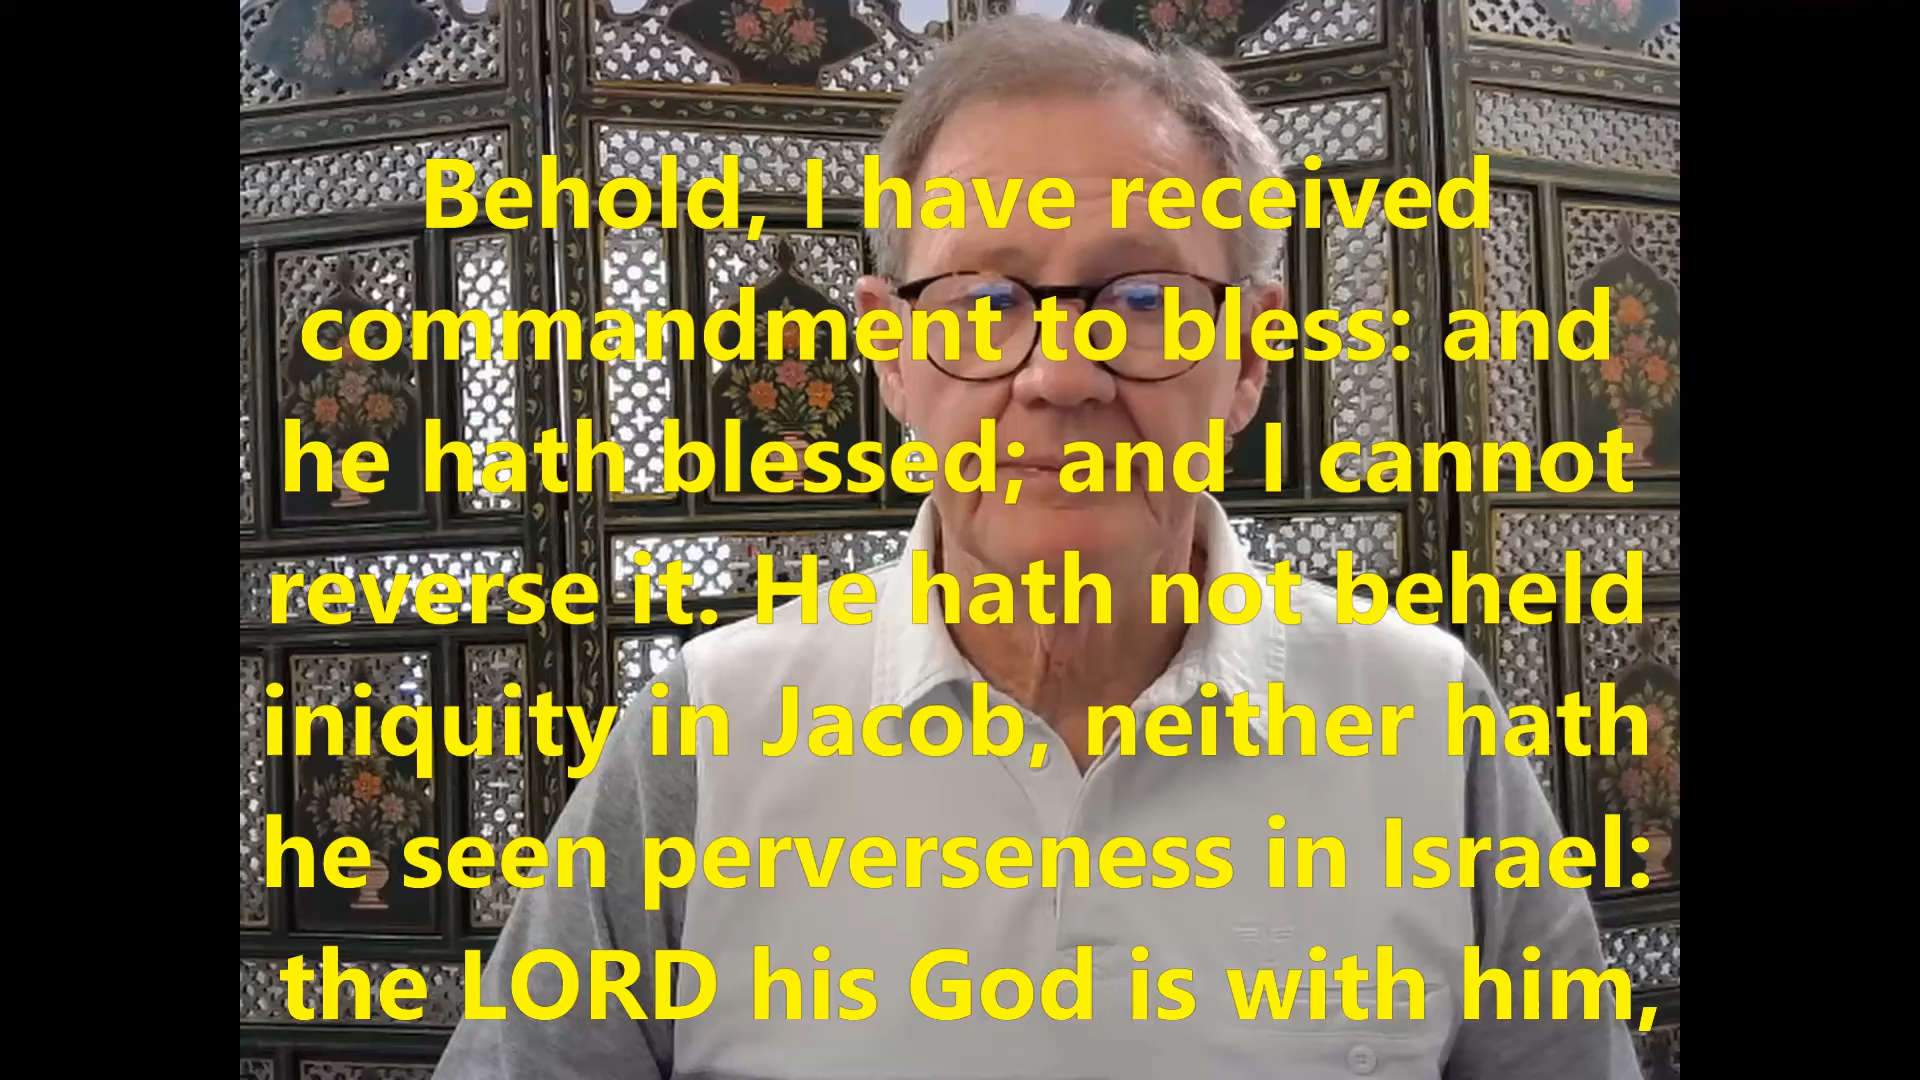 Behold, I have received
commandment to bless: and
he hath blessed; and I cannot
reverse it. He hath not beheld
iniquity in Jacob, neither hath
he seen perverseness in Israel:
the LORD his God is with him,